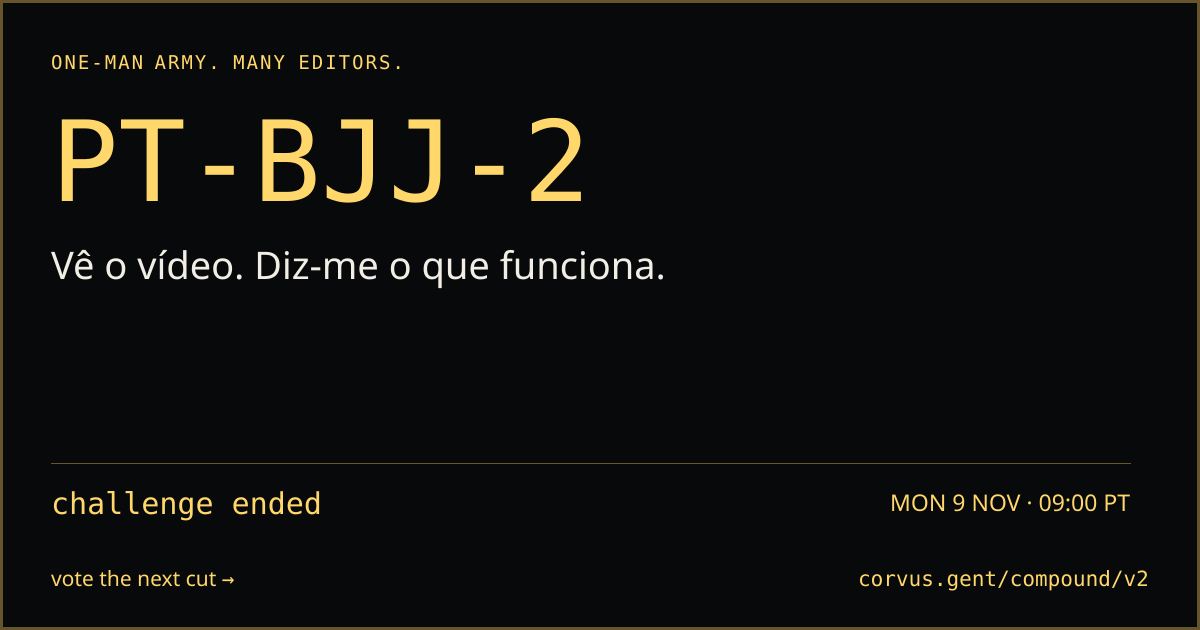 ONE-MAN ARMY. MANY EDITORS.
PT-BJJ-2
Vê o vídeo. Diz-me o que funciona.
challenge ended
MON 9 NOV · 09:00 PT
vote the next cut →
corvus.gent/compound/v2